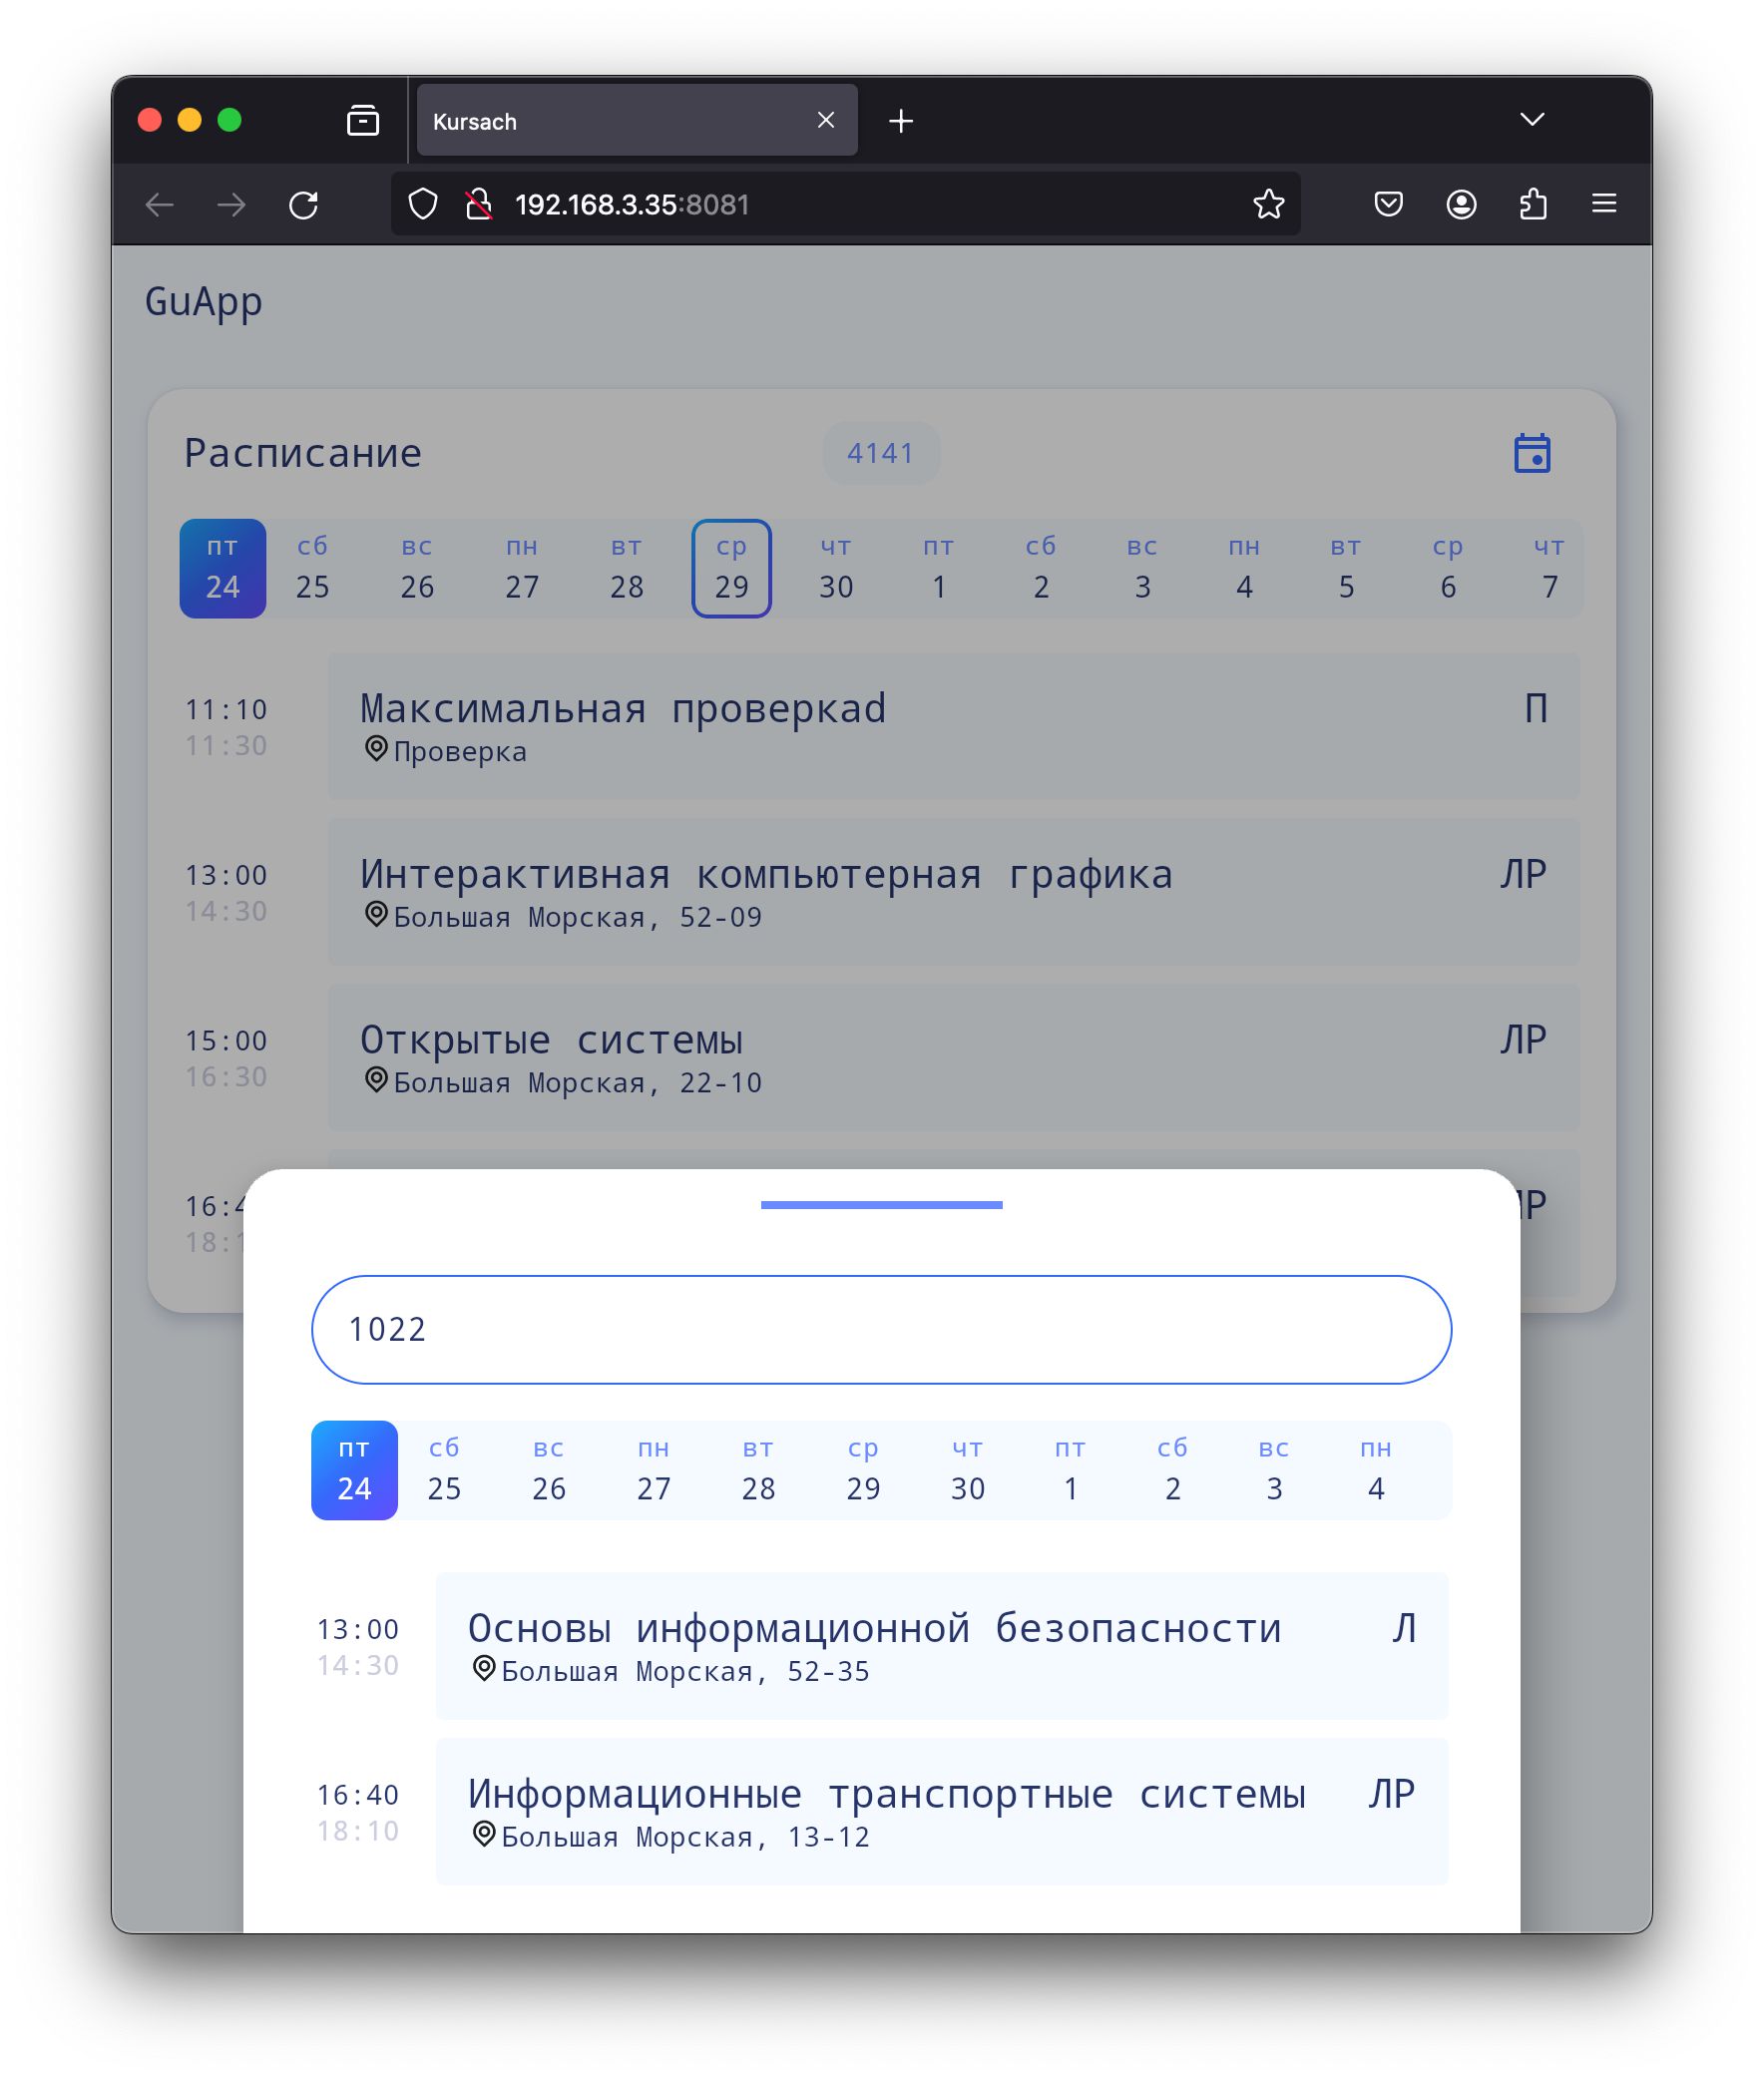 Kursach
192.168.3.35:8081
GuApp
Расписание 4141
пт сб вс пн вт ср чт пт сб вс пн вт ср чт
24 25 26 27 28 29 30 1 2 3 4 5 6 7
11:10 Максимальная проверкаd П
11:30 Проверка
13:00 Интерактивная компьютерная графика ЛР
14:30 Большая Морская, 52-09
15:00 Открытые системы ЛР
16:30 Большая Морская, 22-10
1022
пт сб вс пн вт ср чт пт сб вс пн
24 25 26 27 28 29 30 1 2 3 4
13:00 Основы информационной безопасности Л
14:30 Большая Морская, 52-35
16:40 Информационные транспортные системы ЛР
18:10 Большая Морская, 13-12